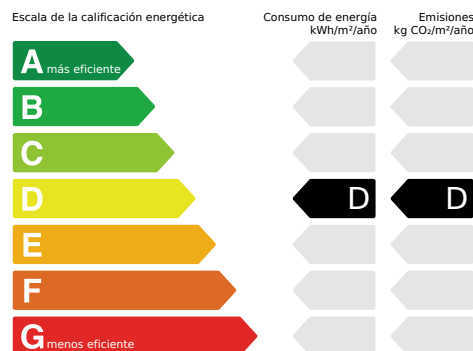 Escala de la calificación energética
Consumo de energía
kWh/m²/año
Emisiones
kg CO₂/m²/año
A más eficiente
B
C
D D D
E
F
G menos eficiente